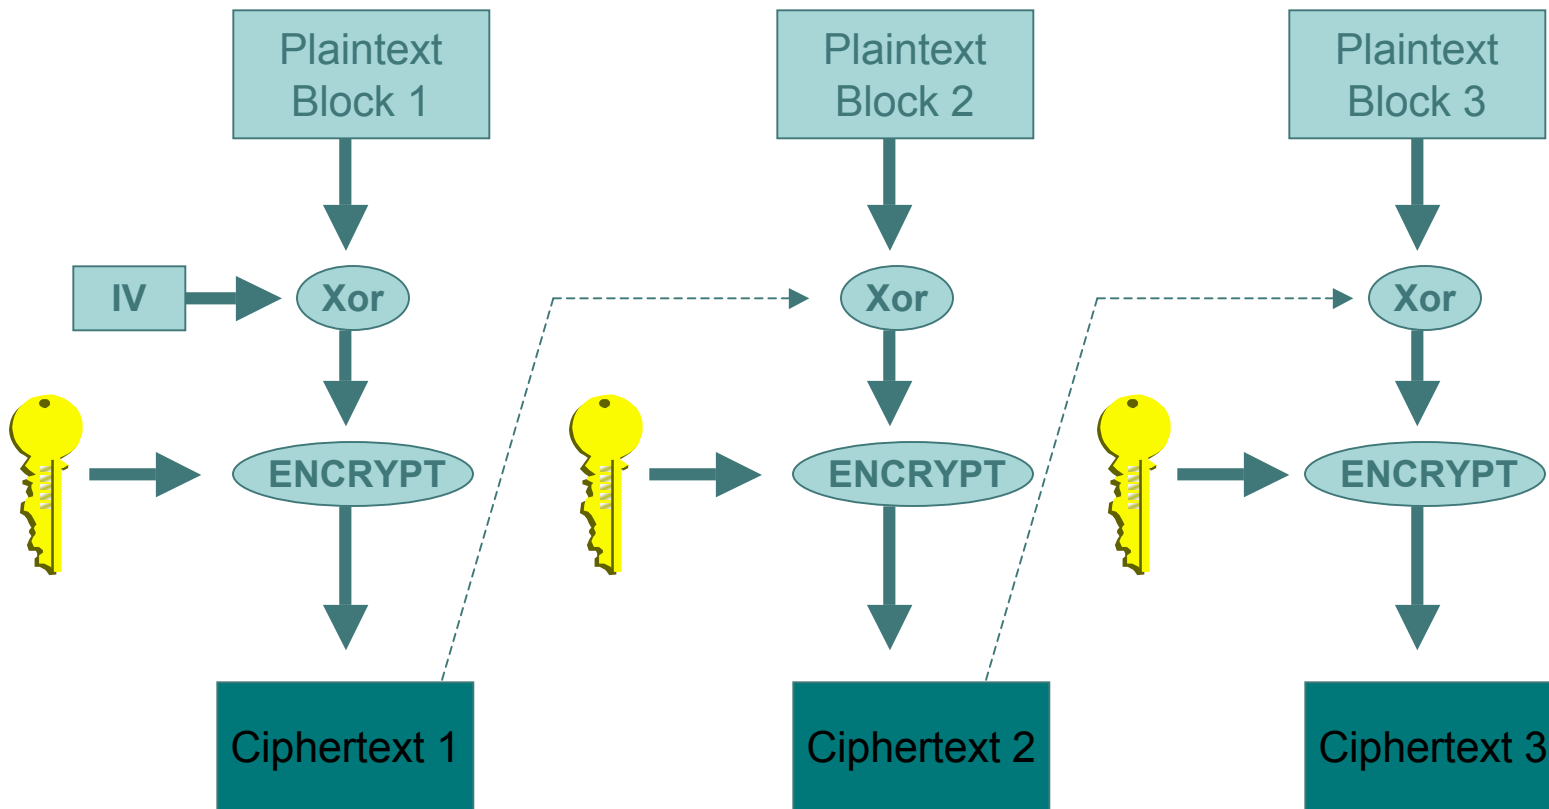 Plaintext
Block 1
Plaintext
Block 2
Plaintext
Block 3
IV
Xor
Xor
Xor
ENCRYPT
ENCRYPT
ENCRYPT
Ciphertext 1
Ciphertext 2
Ciphertext 3